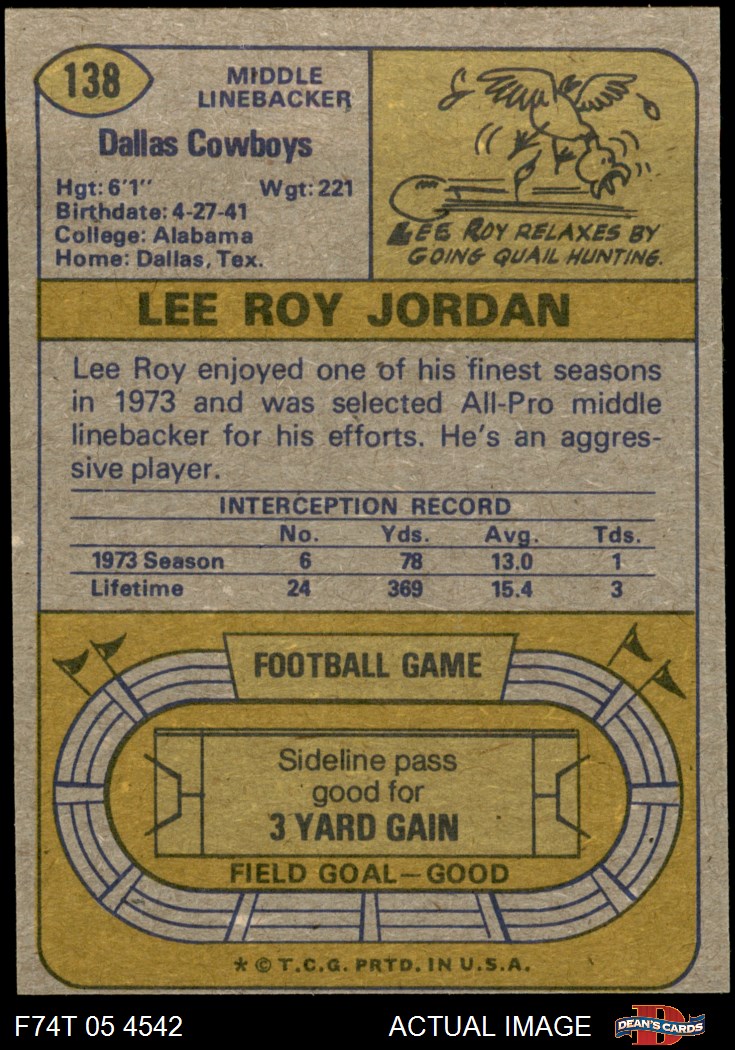 138
MIDDLE
LINEBACKER
Dallas Cowboys
Hgt: 6'1" Wgt: 221
Birthdate: 4-27-41
College: Alabama
Home: Dallas, Tex.
LEE ROY RELAXES BY
GOING QUAIL HUNTING.
LEE ROY JORDAN
Lee Roy enjoyed one of his finest seasons
in 1973 and was selected All-Pro middle
linebacker for his efforts. He's an aggres-
sive player.
INTERCEPTION RECORD
No. Yds. Avg. Tds.
1973 Season 6 78 13.0 1
Lifetime 24 369 15.4 3
FOOTBALL GAME
Sideline pass
good for
3 YARD GAIN
FIELD GOAL—GOOD
* © T.C.G. PRTD. IN U.S.A.
F74T 05 4542 ACTUAL IMAGE D DEAN'S CARDS